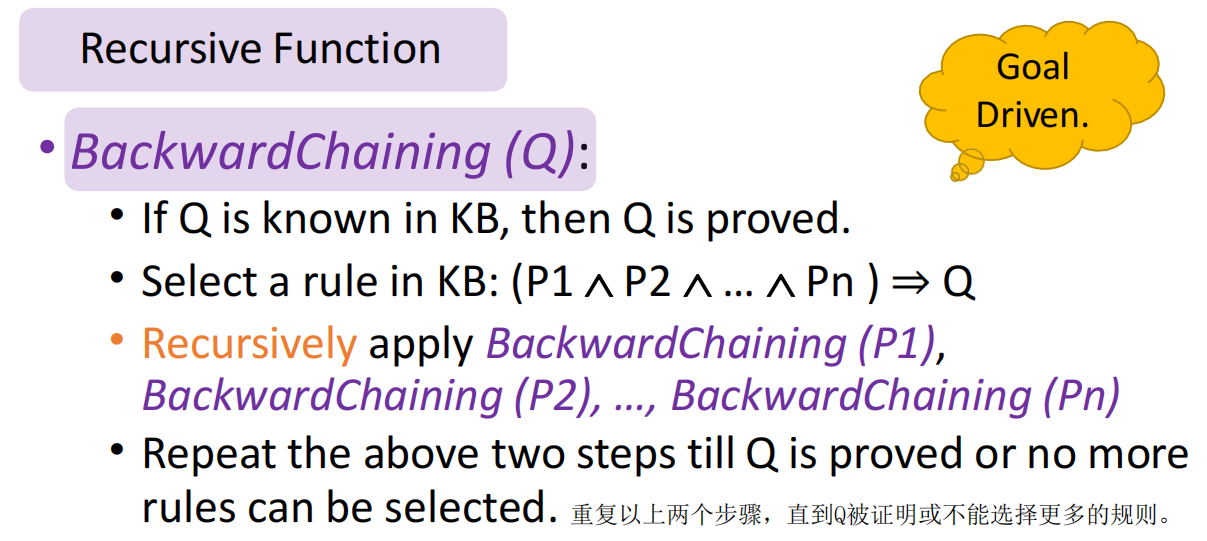 Recursive Function
Goal
Driven.
• BackwardChaining (Q):
• If Q is known in KB, then Q is proved.
• Select a rule in KB: (P1 ∧ P2 ∧ … ∧ Pn ) ⇒ Q
• Recursively apply BackwardChaining (P1),
BackwardChaining (P2), …, BackwardChaining (Pn)
• Repeat the above two steps till Q is proved or no more
rules can be selected. 重复以上两个步骤，直到Q被证明或不能选择更多的规则。